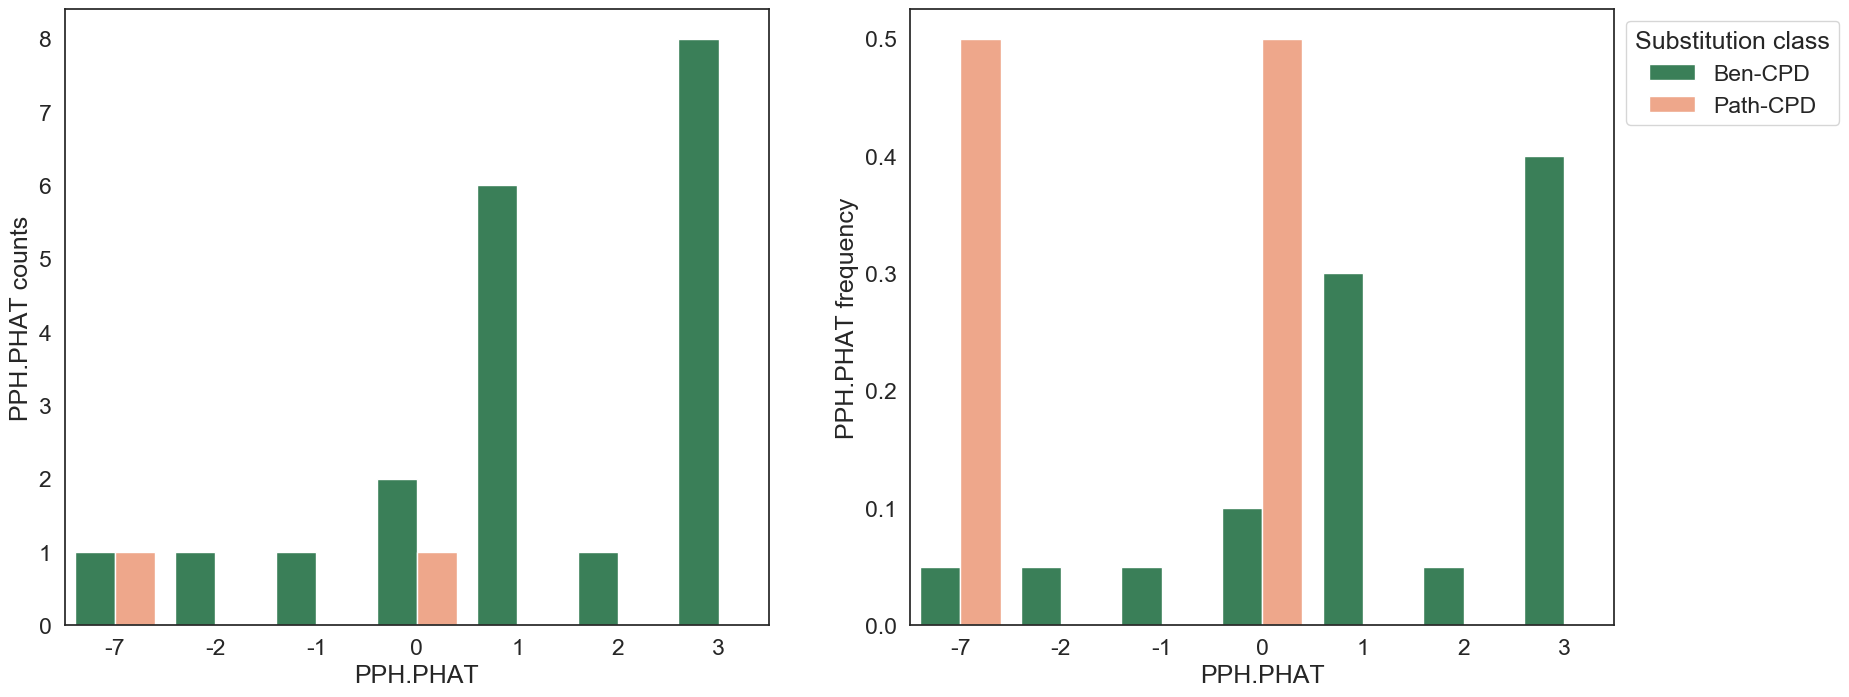 8
7
6
5
4
3
2
1
0
PPH.PHAT counts
-7 -2 -1 0 1 2 3
PPH.PHAT
0.5
0.4
0.3
0.2
0.1
0.0
PPH.PHAT frequency
-7 -2 -1 0 1 2 3
PPH.PHAT
Substitution class
Ben-CPD
Path-CPD